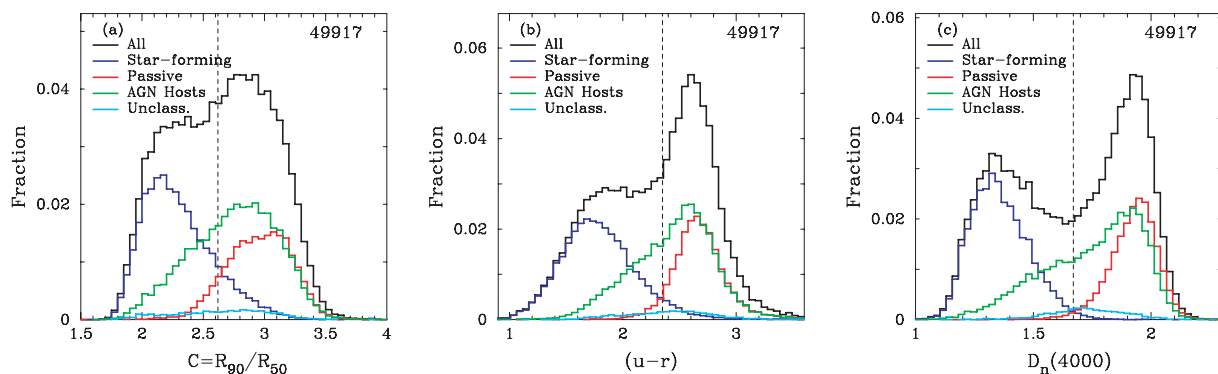 (a) 49917
All
Star-forming
Passive
AGN Hosts
Unclass.
Fraction
0.04
0.02
0
1.5 2 2.5 3 3.5 4
C=R90/R50
(b) 49917
All
Star-forming
Passive
AGN Hosts
Unclass.
Fraction
0.06
0.04
0.02
0
1 2 3
(u-r)
(c) 49917
All
Star-forming
Passive
AGN Hosts
Unclass.
Fraction
0.06
0.04
0.02
0
1 1.5 2
Dn(4000)